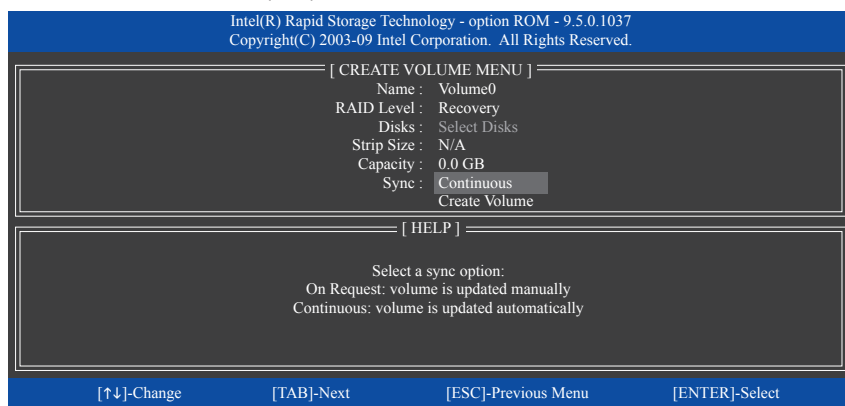 Intel(R) Rapid Storage Technology - option ROM - 9.5.0.1037
Copyright(C) 2003-09 Intel Corporation. All Rights Reserved.
[ CREATE VOLUME MENU ]
Name : Volume0
RAID Level : Recovery
Disks : Select Disks
Strip Size : N/A
Capacity : 0.0 GB
Sync : Continuous
Create Volume
[ HELP ]
Select a sync option:
On Request: volume is updated manually
Continuous: volume is updated automatically
[↑↓]-Change [TAB]-Next [ESC]-Previous Menu [ENTER]-Select